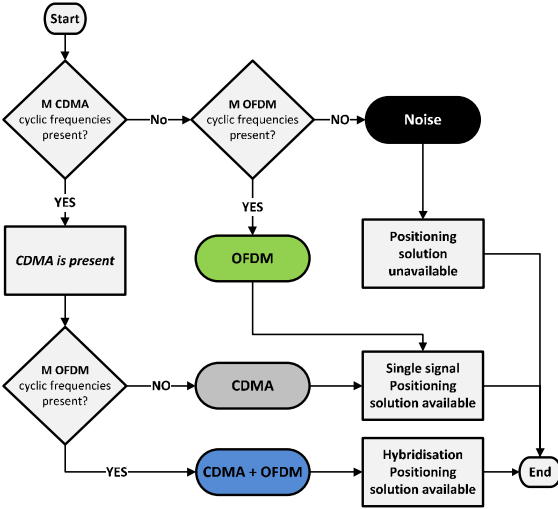 Start
M CDMA
cyclic frequencies
present?
No
M OFDM
cyclic frequencies
present?
NO
Noise
YES
YES
CDMA is present
OFDM
Positioning
solution
unavailable
M OFDM
cyclic frequencies
present?
NO
CDMA
Single signal
Positioning
solution available
YES
CDMA + OFDM
Hybridisation
Positioning
solution available
End